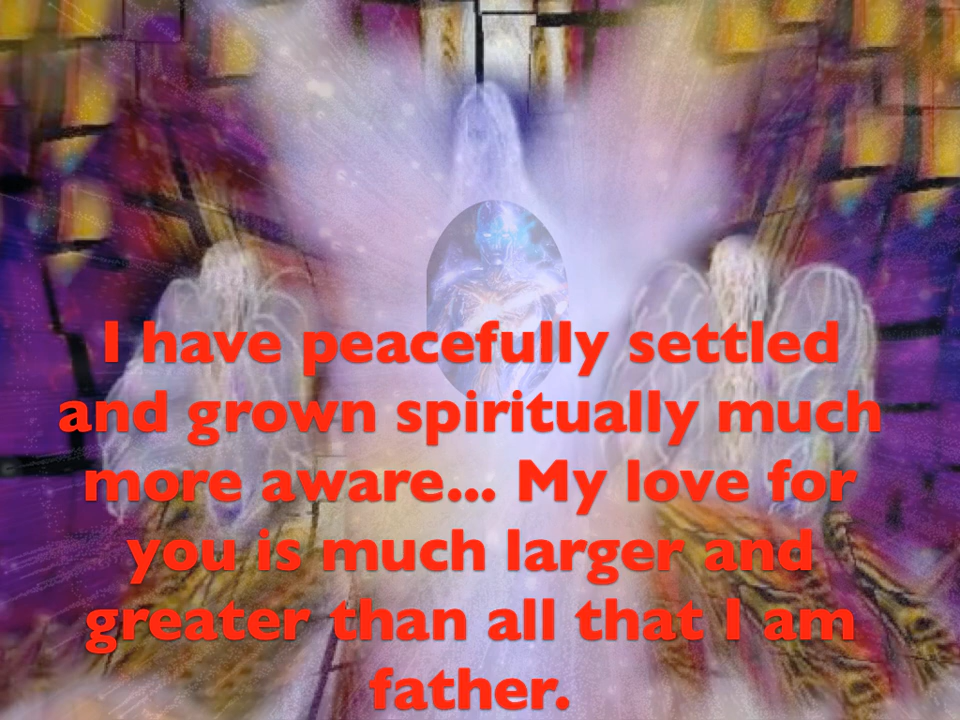 I have peacefully settled
and grown spiritually much
more aware... My love for
you is much larger and
greater than all that I am
father.